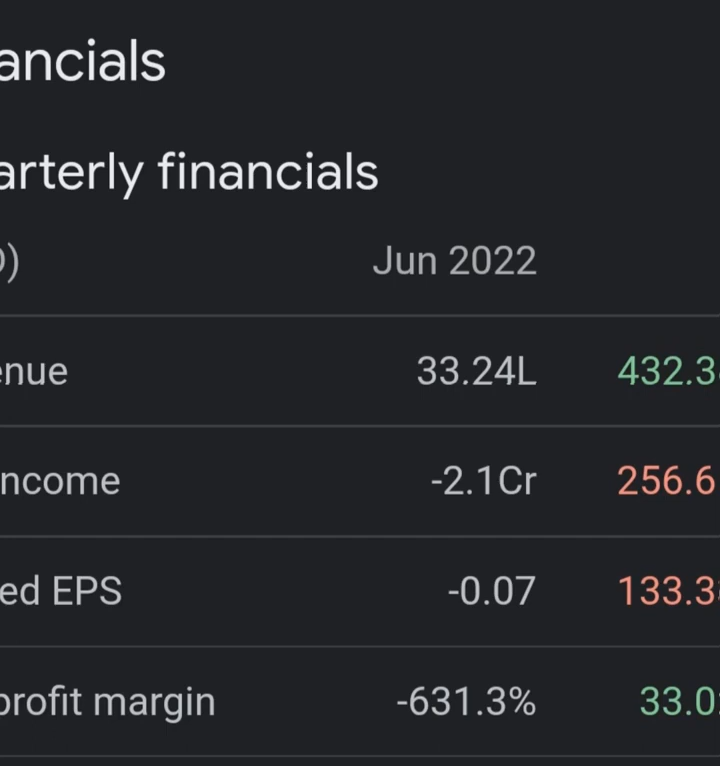 ancials
arterly financials
D) Jun 2022
enue 33.24L 432.3
ncome -2.1Cr 256.6
ed EPS -0.07 133.3
profit margin -631.3% 33.0